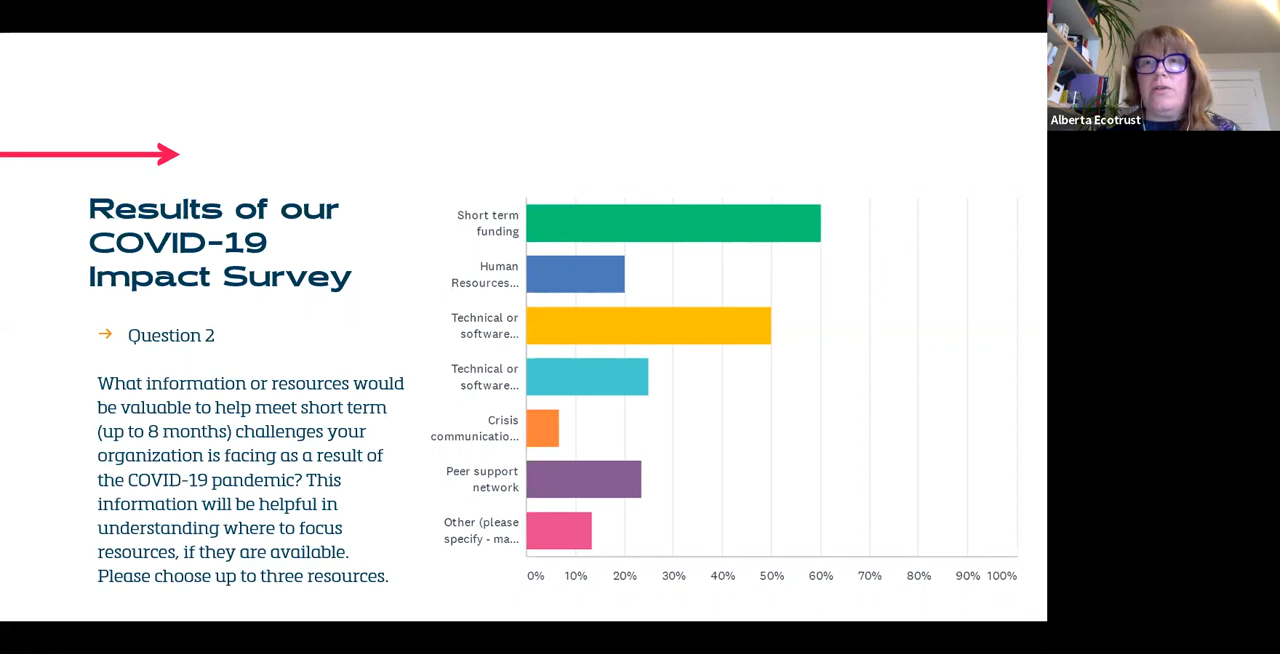 Results of our
COVID-19
Impact Survey
→ Question 2
What information or resources would
be valuable to help meet short term
(up to 8 months) challenges your
organization is facing as a result of
the COVID-19 pandemic? This
information will be helpful in
understanding where to focus
resources, if they are available.
Please choose up to three resources.
Short term
funding
Human
Resources...
Technical or
software...
Technical or
software...
Crisis
communicatio...
Peer support
network
Other (please
specify - ma...
0% 10% 20% 30% 40% 50% 60% 70% 80% 90% 100%
Alberta Ecotrust